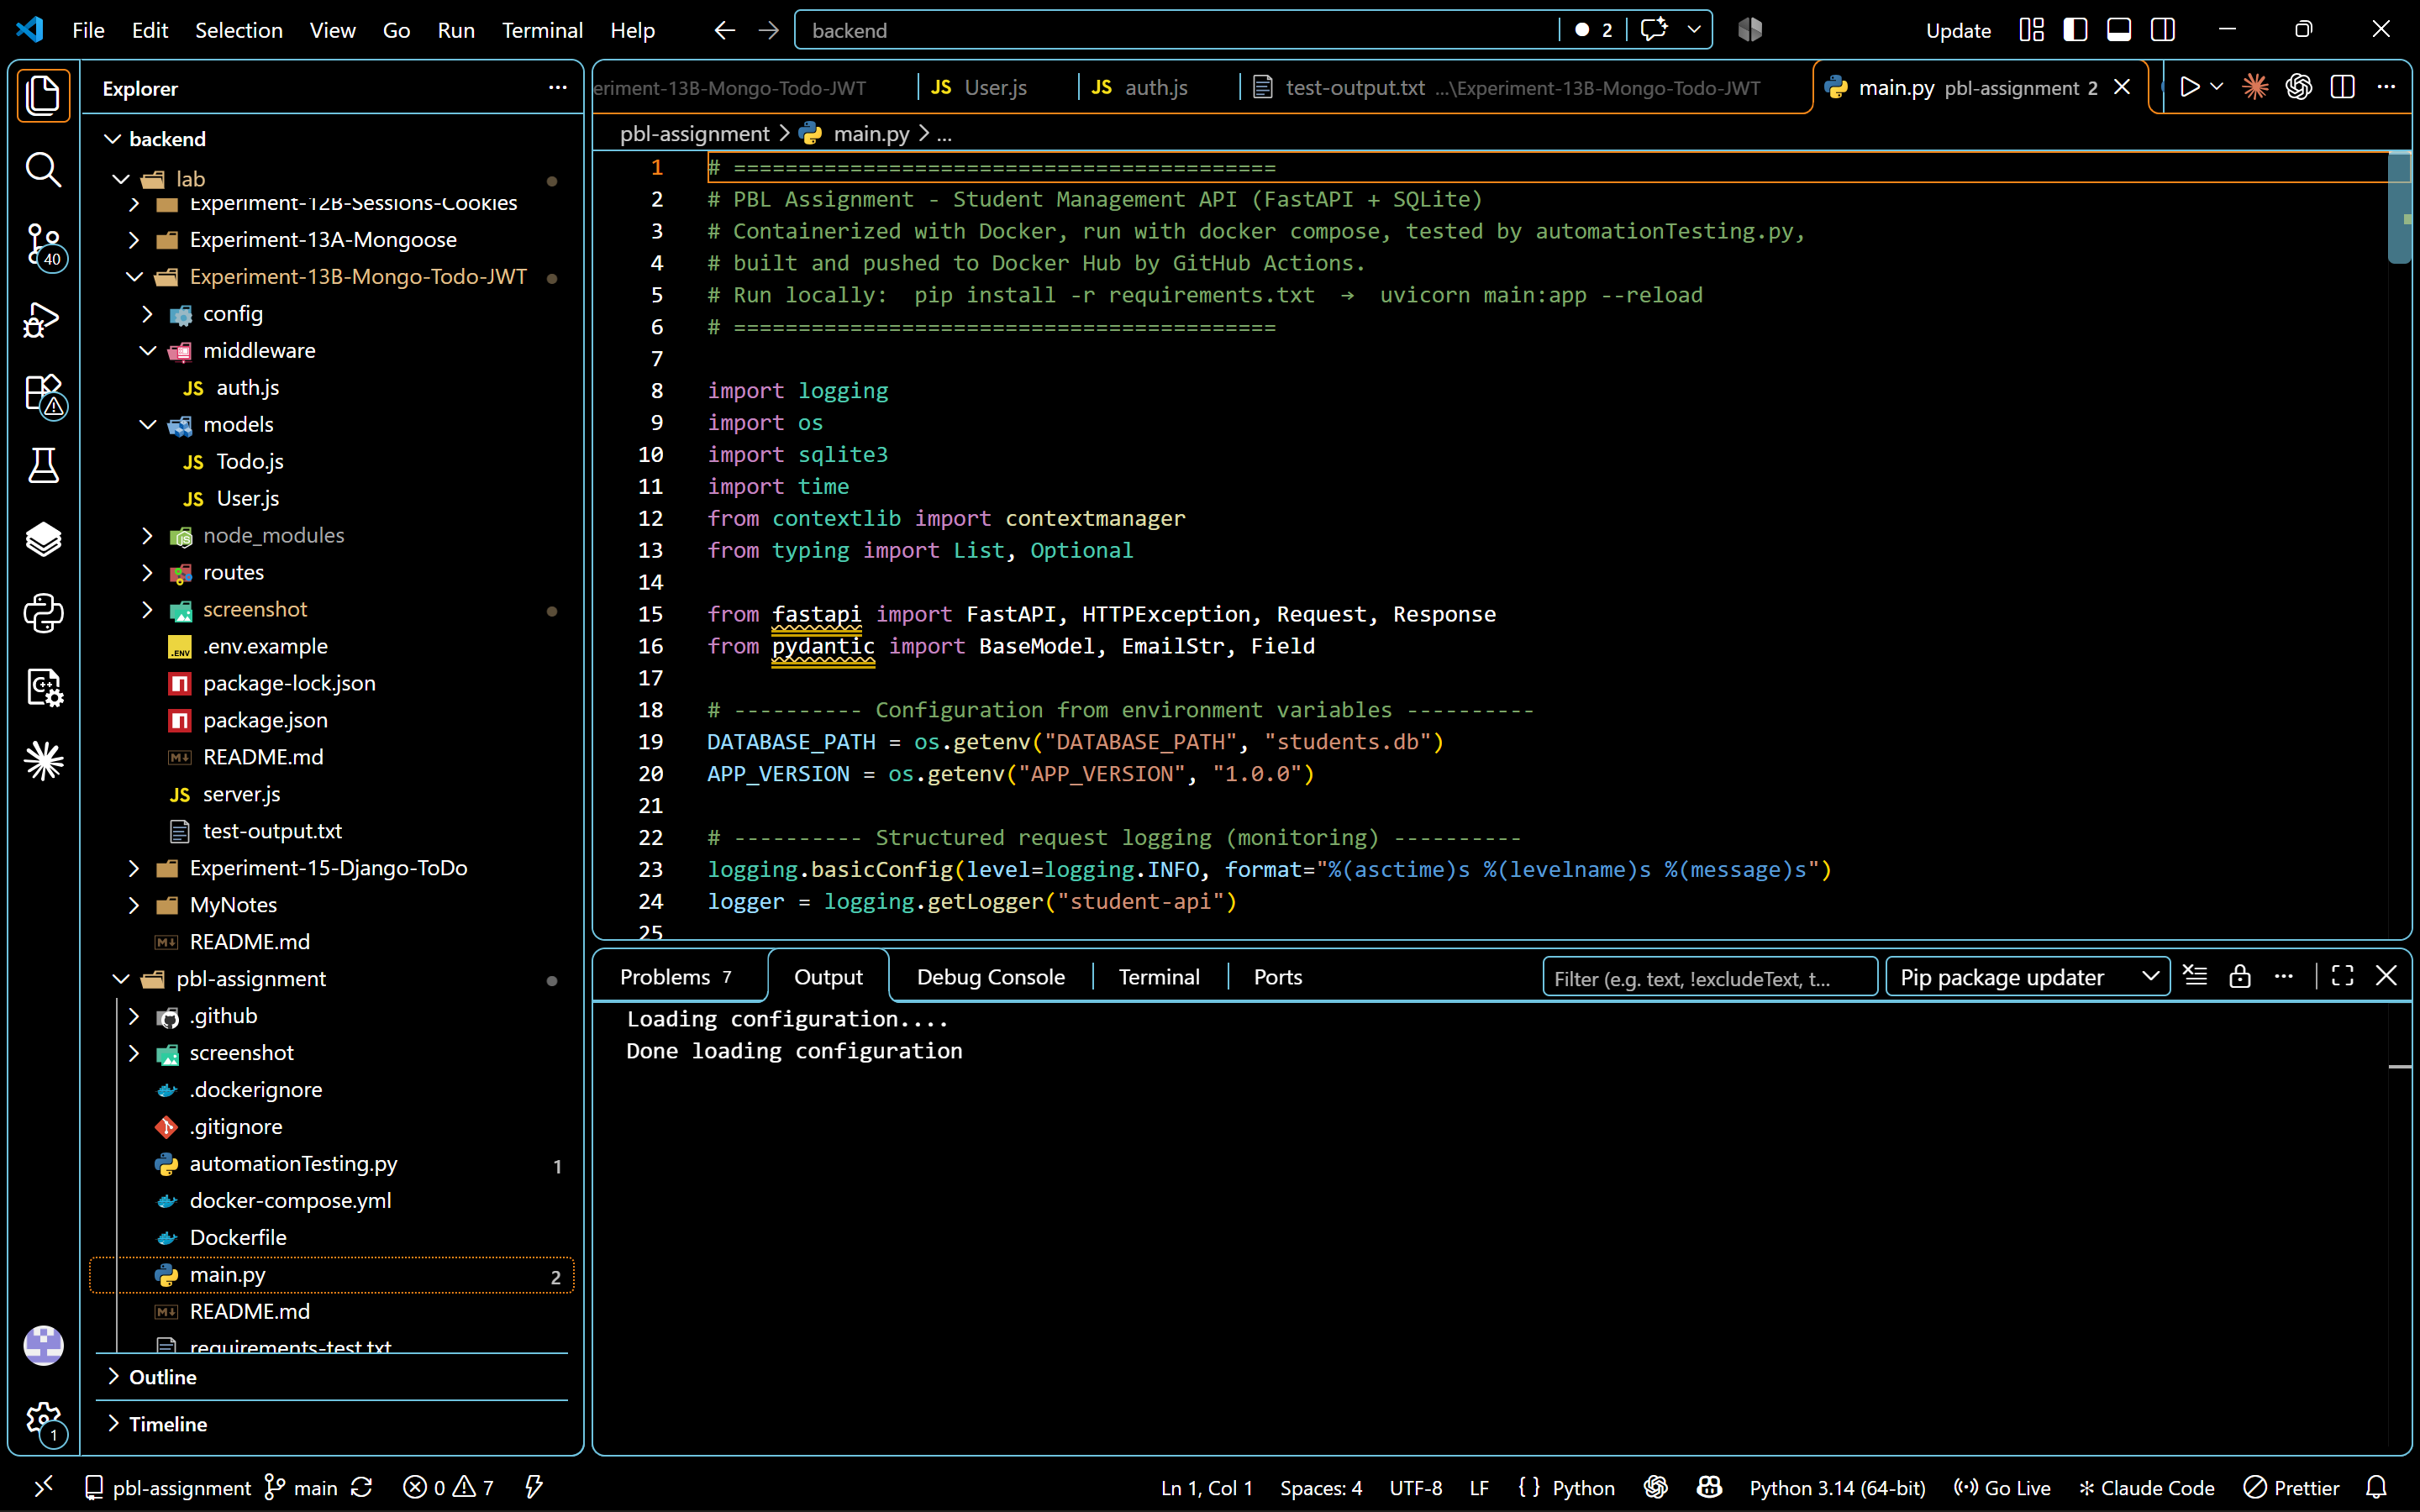 File Edit Selection View Go Run Terminal Help
backend
2
Update
Explorer
backend
lab
Experiment-12B-Sessions-Cookies
Experiment-13A-Mongoose
Experiment-13B-Mongo-Todo-JWT
config
middleware
JS auth.js
models
JS Todo.js
JS User.js
node_modules
routes
screenshot
.ENV .env.example
package-lock.json
package.json
README.md
JS server.js
test-output.txt
Experiment-15-Django-ToDo
MyNotes
README.md
pbl-assignment
.github
screenshot
.dockerignore
.gitignore
automationTesting.py 1
docker-compose.yml
Dockerfile
main.py 2
README.md
requirements-test.txt
Outline
Timeline
40
1
eriment-13B-Mongo-Todo-JWT JS User.js JS auth.js test-output.txt ...\Experiment-13B-Mongo-Todo-JWT main.py pbl-assignment 2
pbl-assignment > main.py > ...
1 # ==========================================
2 # PBL Assignment - Student Management API (FastAPI + SQLite)
3 # Containerized with Docker, run with docker compose, tested by automationTesting.py,
4 # built and pushed to Docker Hub by GitHub Actions.
5 # Run locally: pip install -r requirements.txt → uvicorn main:app --reload
6 # ==========================================
7
8 import logging
9 import os
10 import sqlite3
11 import time
12 from contextlib import contextmanager
13 from typing import List, Optional
14
15 from fastapi import FastAPI, HTTPException, Request, Response
16 from pydantic import BaseModel, EmailStr, Field
17
18 # ---------- Configuration from environment variables ----------
19 DATABASE_PATH = os.getenv("DATABASE_PATH", "students.db")
20 APP_VERSION = os.getenv("APP_VERSION", "1.0.0")
21
22 # ---------- Structured request logging (monitoring) ----------
23 logging.basicConfig(level=logging.INFO, format="%(asctime)s %(levelname)s %(message)s")
24 logger = logging.getLogger("student-api")
25
Problems 7 Output Debug Console Terminal Ports
Filter (e.g. text, !excludeText, t...
Pip package updater
Loading configuration....
Done loading configuration
pbl-assignment main 0 7
Ln 1, Col 1 Spaces: 4 UTF-8 LF { } Python Python 3.14 (64-bit) Go Live Claude Code Prettier